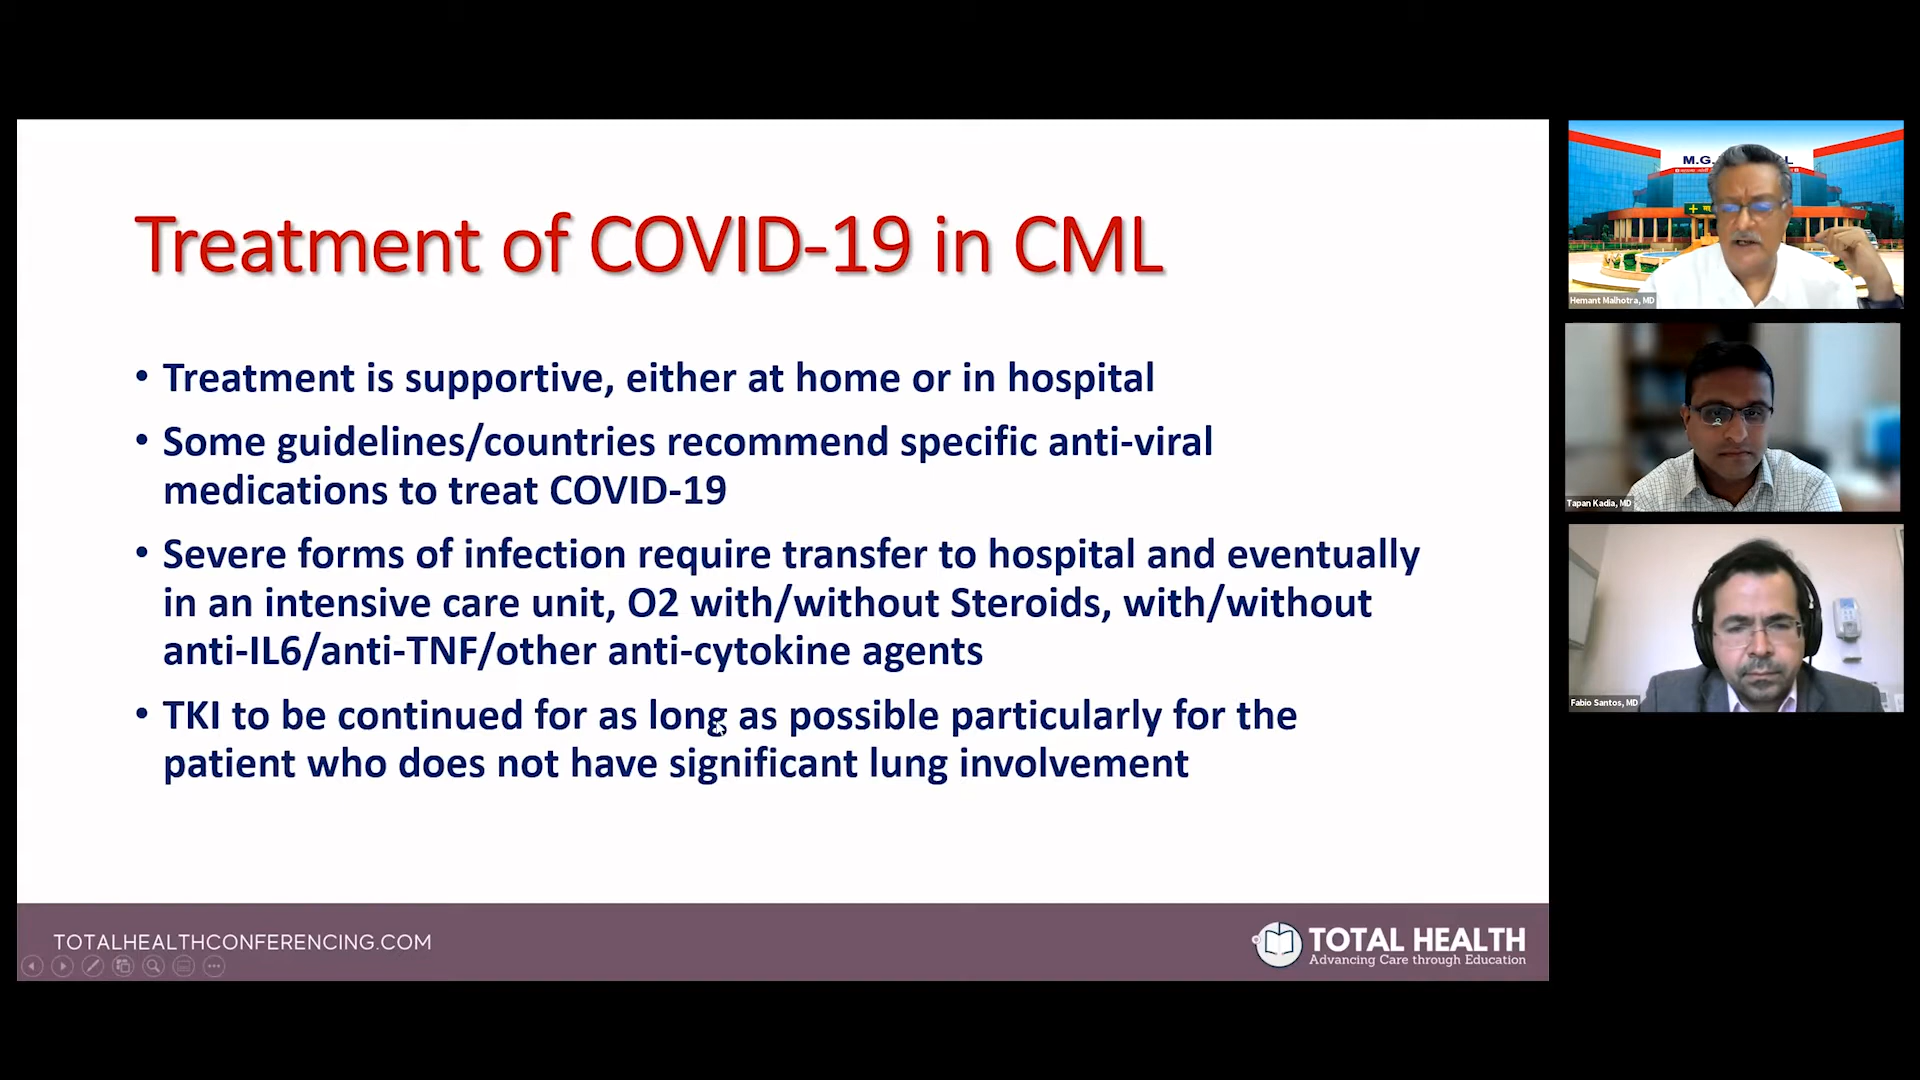 Treatment of COVID-19 in CML
• Treatment is supportive, either at home or in hospital
• Some guidelines/countries recommend specific anti-viral
medications to treat COVID-19
• Severe forms of infection require transfer to hospital and eventually
in an intensive care unit, O2 with/without Steroids, with/without
anti-IL6/anti-TNF/other anti-cytokine agents
• TKI to be continued for as long as possible particularly for the
patient who does not have significant lung involvement
TOTALHEALTHCONFERENCING.COM
TOTAL HEALTH
Advancing Care through Education
M.G.
Hemant Malhotra, MD
Tapan Kadia, MD
Fabio Santos, MD